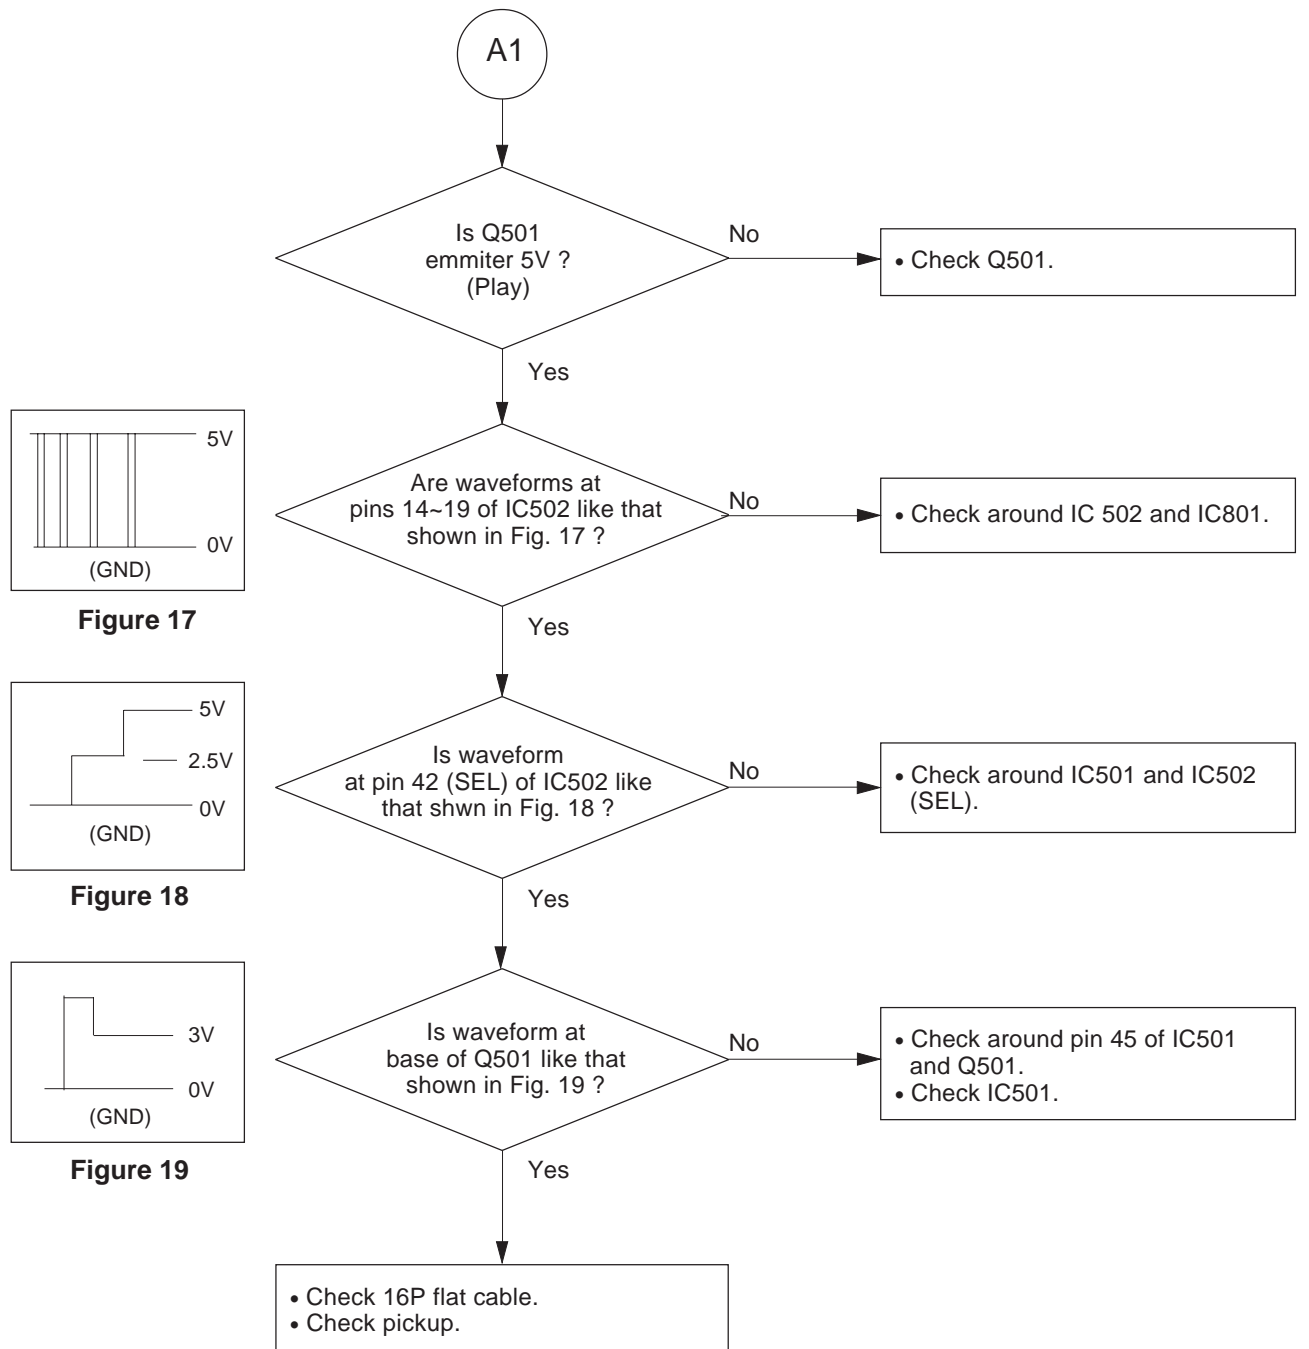 A1
Is Q501
emmiter 5V ?
(Play)
No
• Check Q501.
Yes
5V
0V
(GND)
Figure 17
Are waveforms at
pins 14~19 of IC502 like that
shown in Fig. 17 ?
No
• Check around IC 502 and IC801.
Yes
5V
2.5V
0V
(GND)
Figure 18
Is waveform
at pin 42 (SEL) of IC502 like
that shwn in Fig. 18 ?
No
• Check around IC501 and IC502
(SEL).
Yes
3V
0V
(GND)
Figure 19
Is waveform at
base of Q501 like that
shown in Fig. 19 ?
No
• Check around pin 45 of IC501
and Q501.
• Check IC501.
Yes
• Check 16P flat cable.
• Check pickup.